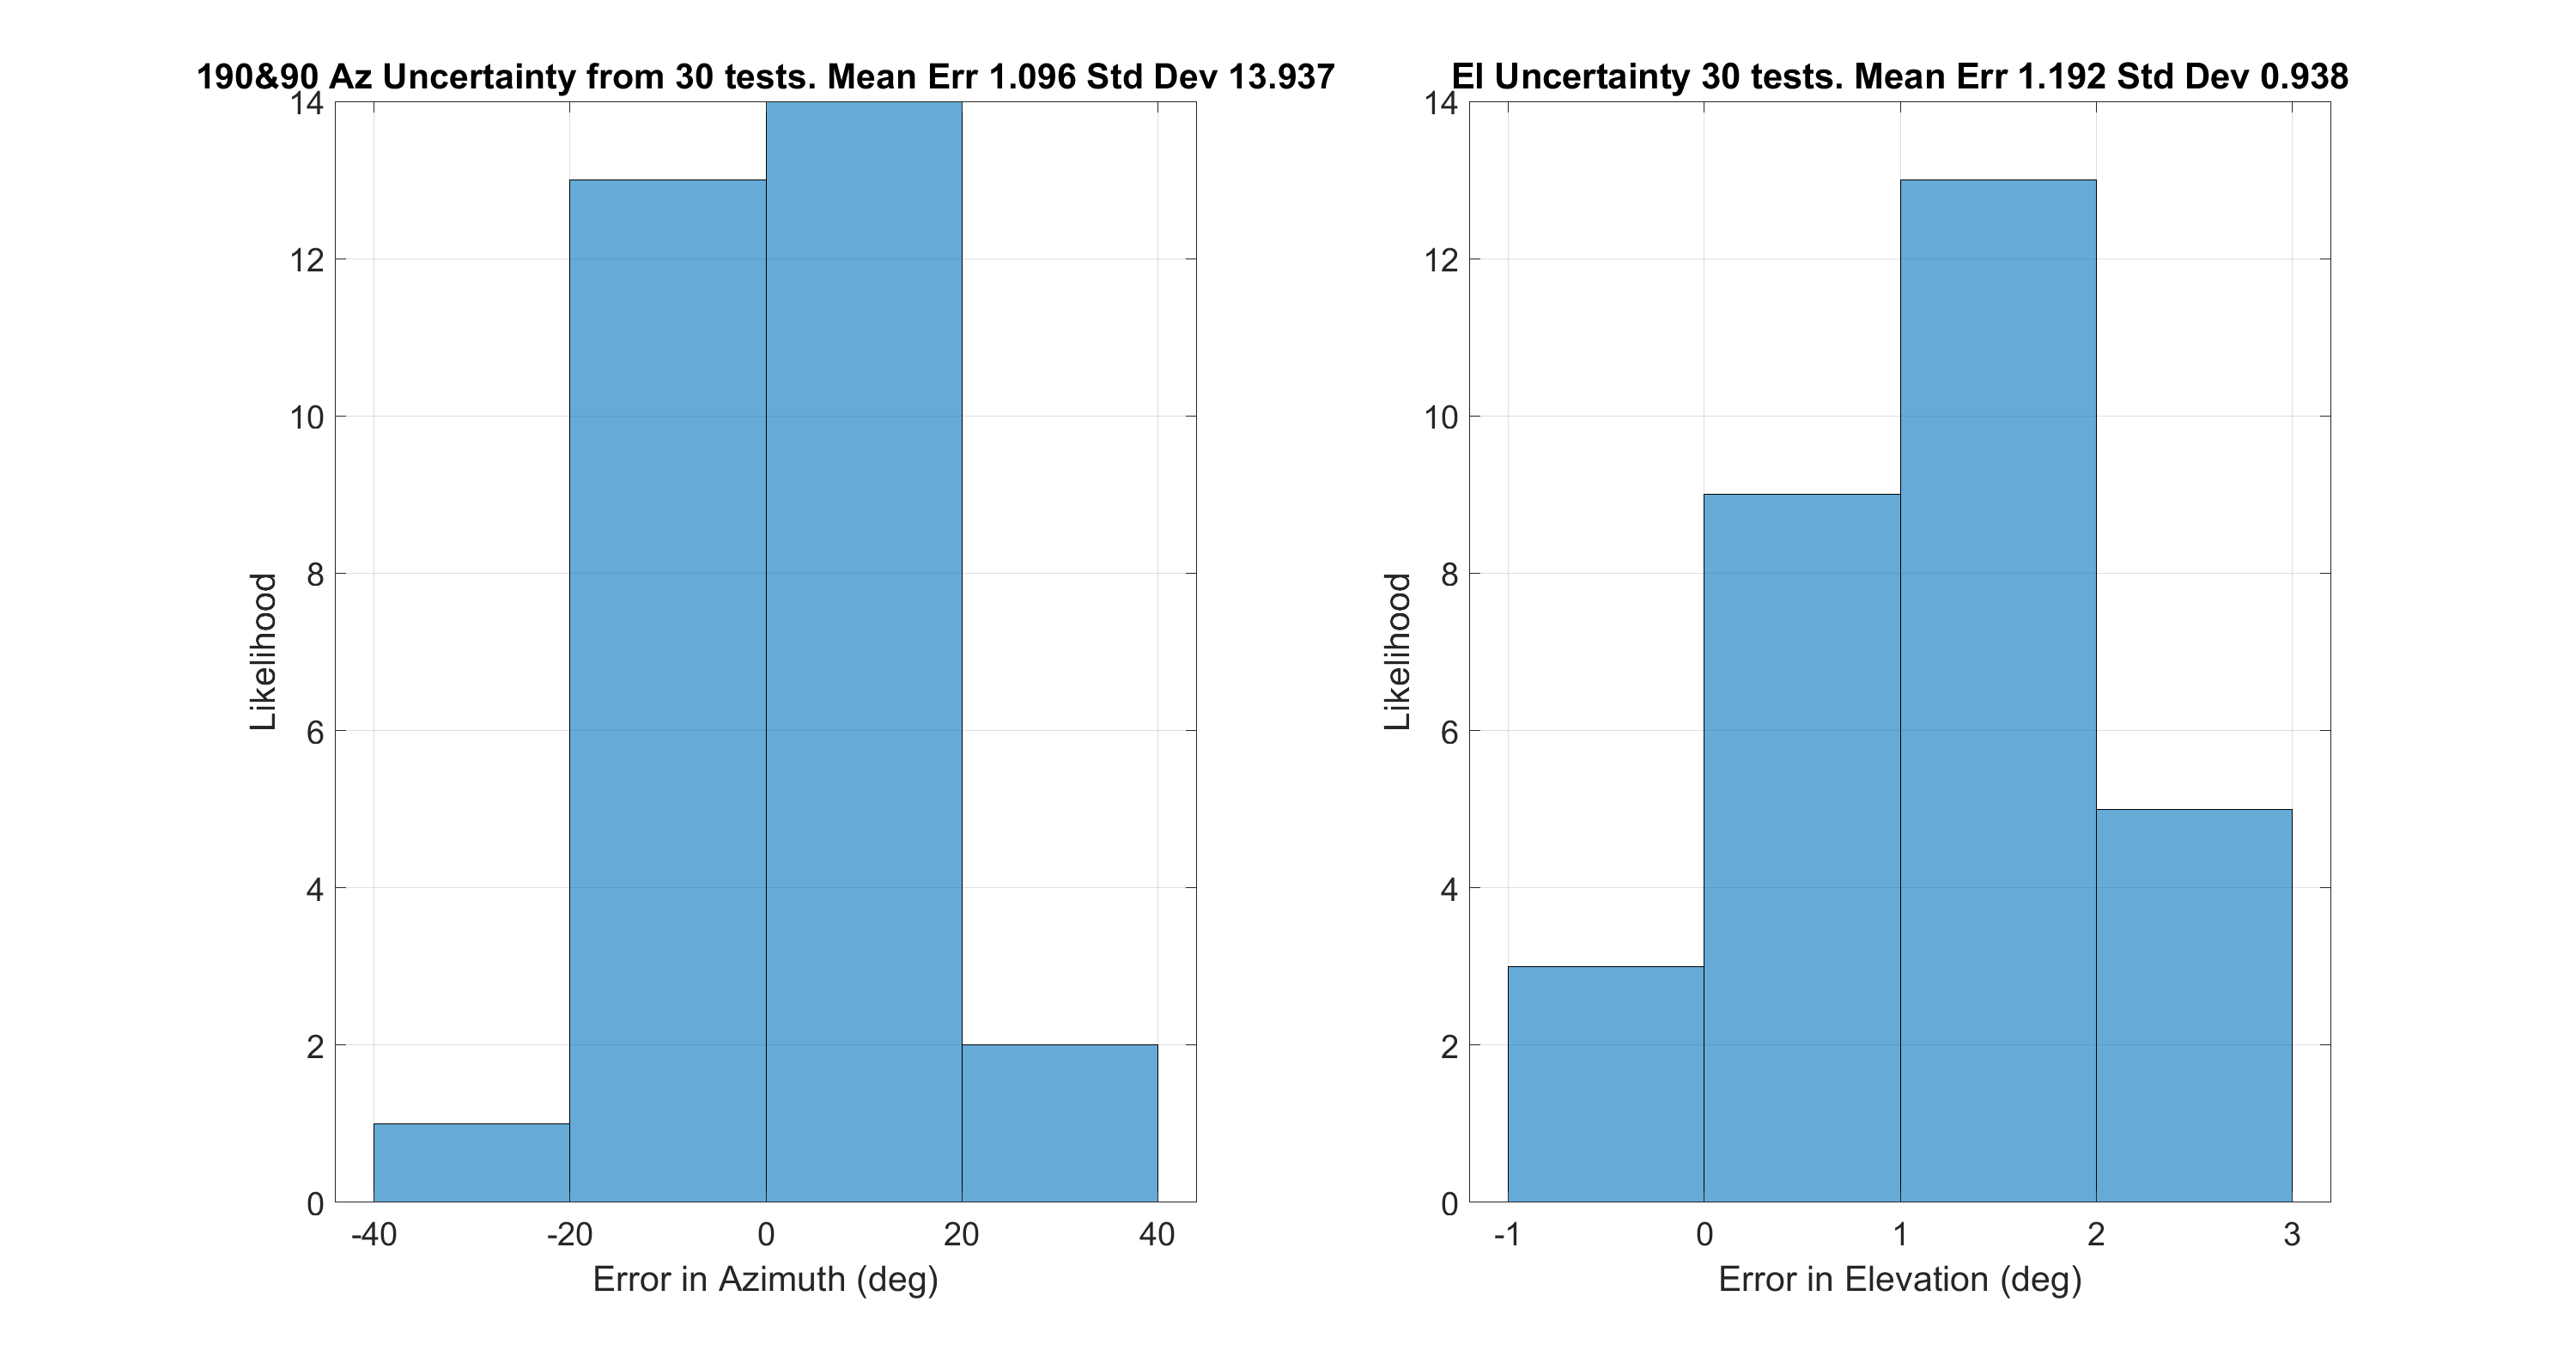 190&90 Az Uncertainty from 30 tests. Mean Err 1.096 Std Dev 13.937
14
12
10
8
6
4
2
0
Likelihood
-40 -20 0 20 40
Error in Azimuth (deg)
El Uncertainty 30 tests. Mean Err 1.192 Std Dev 0.938
14
12
10
8
6
4
2
0
Likelihood
-1 0 1 2 3
Error in Elevation (deg)